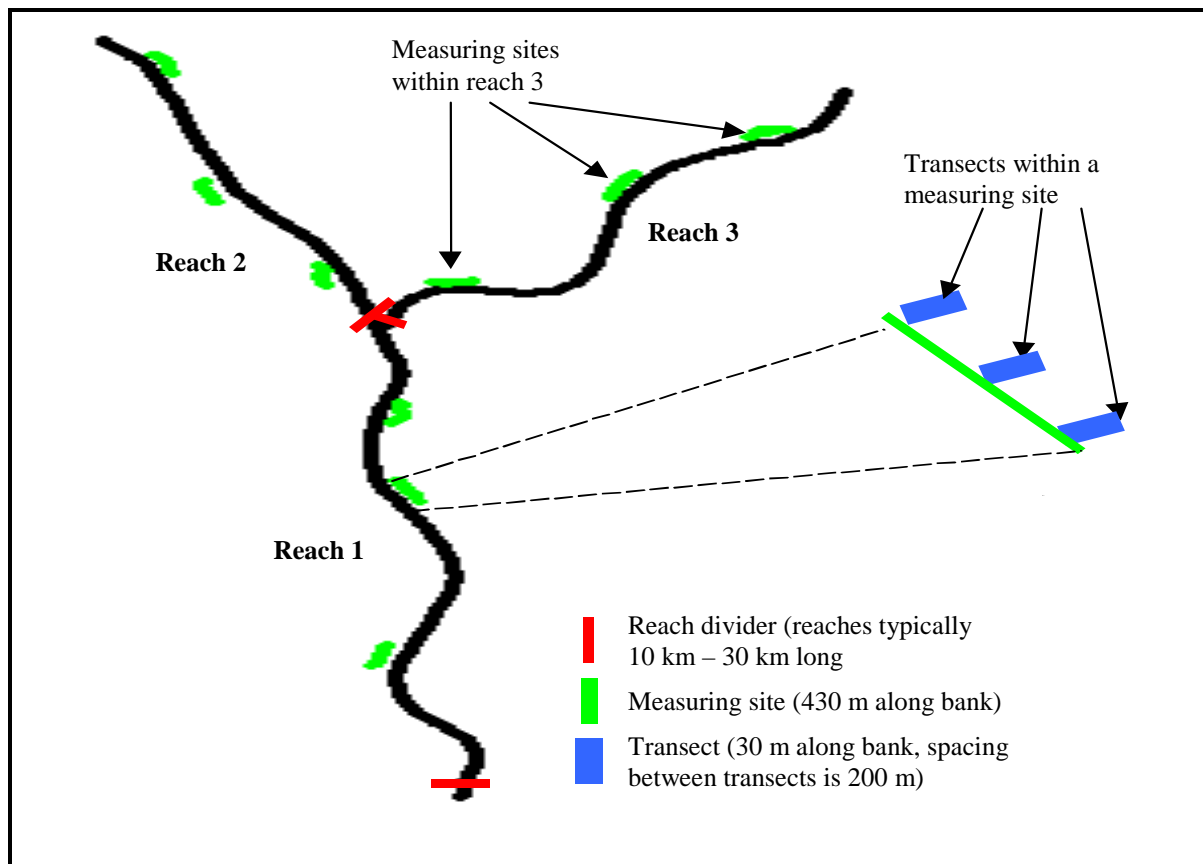 Measuring sites
within reach 3
Transects within a
measuring site
Reach 2
Reach 3
Reach 1
Reach divider (reaches typically
10 km – 30 km long
Measuring site (430 m along bank)
Transect (30 m along bank, spacing
between transects is 200 m)